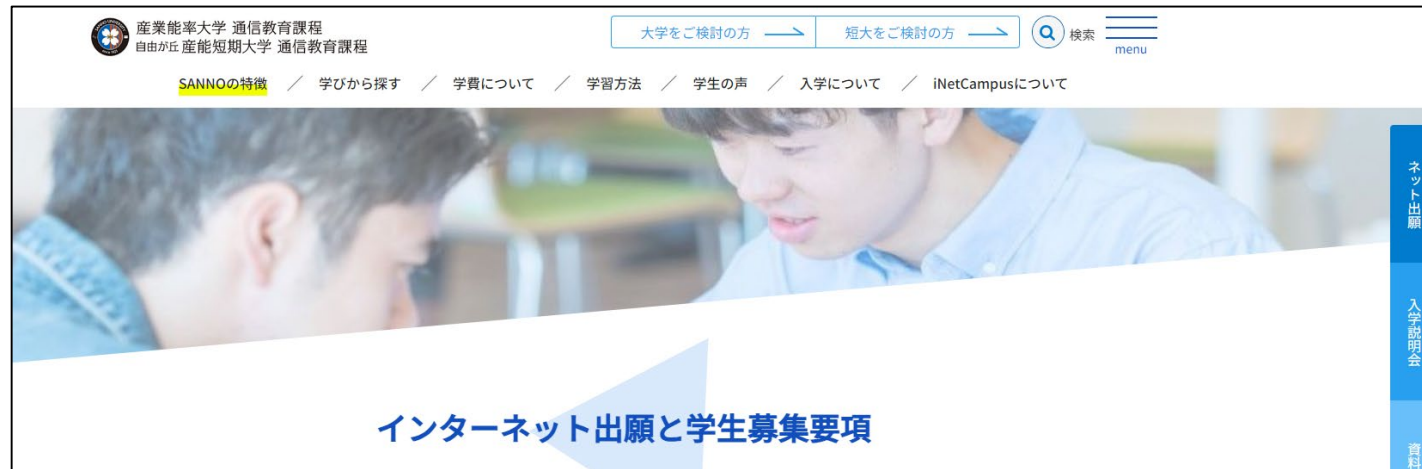 産業能率大学 通信教育課程
自由が丘 産能短期大学 通信教育課程
大学をご検討の方
短大をご検討の方
検索
menu
SANNOの特徴 ／ 学びから探す ／ 学費について ／ 学習方法 ／ 学生の声 ／ 入学について ／ iNetCampusについて
ネット出願
入学説明会
資料
インターネット出願と学生募集要項